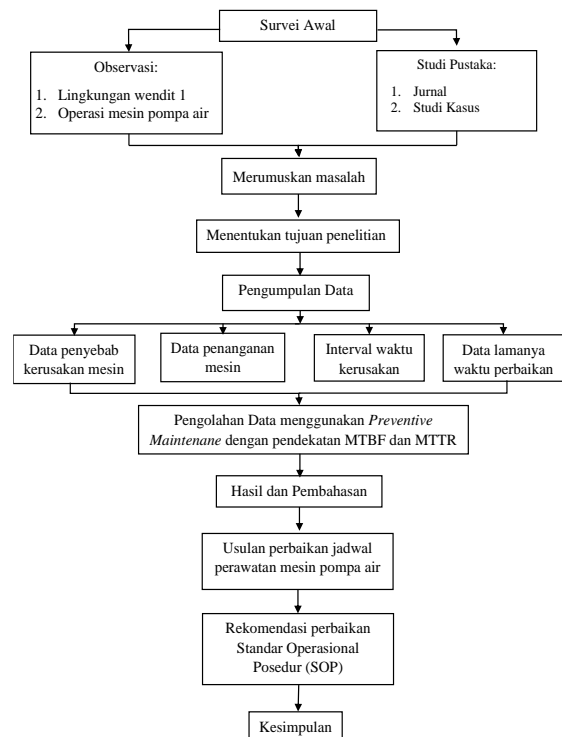 Survei Awal
Observasi:
1. Lingkungan wendit 1
2. Operasi mesin pompa air
Studi Pustaka:
1. Jurnal
2. Studi Kasus
Merumuskan masalah
Menentukan tujuan penelitian
Pengumpulan Data
Data penyebab
kerusakan mesin
Data penanganan
mesin
Interval waktu
kerusakan
Data lamanya
waktu perbaikan
Pengolahan Data menggunakan Preventive
Maintenane dengan pendekatan MTBF dan MTTR
Hasil dan Pembahasan
Usulan perbaikan jadwal
perawatan mesin pompa air
Rekomendasi perbaikan
Standar Operasional
Posedur (SOP)
Kesimpulan